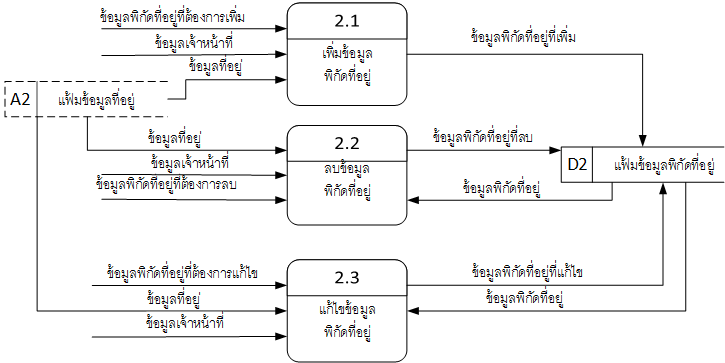 ข้อมูลพิกัดที่อยู่ที่ต้องการเพิ่ม
ข้อมูลเจ้าหน้าที่
ข้อมูลที่อยู่
2.1
เพิ่มข้อมูล
พิกัดที่อยู่
ข้อมูลพิกัดที่อยู่ที่เพิ่ม
A2
แฟ้มข้อมูลที่อยู่
ข้อมูลที่อยู่
ข้อมูลเจ้าหน้าที่
ข้อมูลพิกัดที่อยู่ที่ต้องการลบ
2.2
ลบข้อมูล
พิกัดที่อยู่
ข้อมูลพิกัดที่อยู่ที่ลบ
ข้อมูลพิกัดที่อยู่
D2
แฟ้มข้อมูลพิกัดที่อยู่
ข้อมูลพิกัดที่อยู่ที่ต้องการแก้ไข
ข้อมูลที่อยู่
ข้อมูลเจ้าหน้าที่
2.3
แก้ไขข้อมูล
พิกัดที่อยู่
ข้อมูลพิกัดที่อยู่ที่แก้ไข
ข้อมูลพิกัดที่อยู่